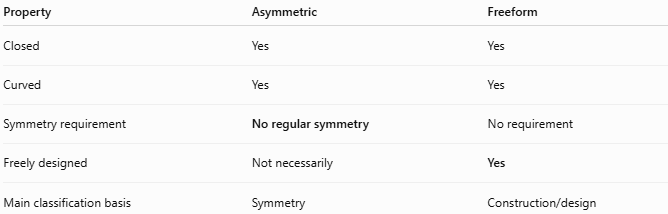 Property Asymmetric Freeform
Closed Yes Yes
Curved Yes Yes
Symmetry requirement No regular symmetry No requirement
Freely designed Not necessarily Yes
Main classification basis Symmetry Construction/design